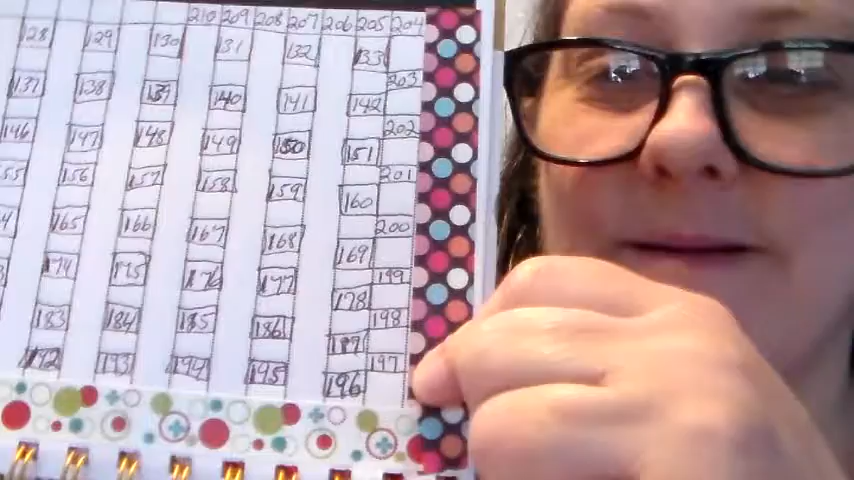 210 209 208 207 206 205 204
128 129 130 131 132 133
203
137 138 139 140 141 142
202
146 147 148 149 150 151
201
155 156 157 158 159 160
200
165 166 167 168 169
199
174 175 176 177 178
198
183 184 185 186 187
197
192 193 194 195 196